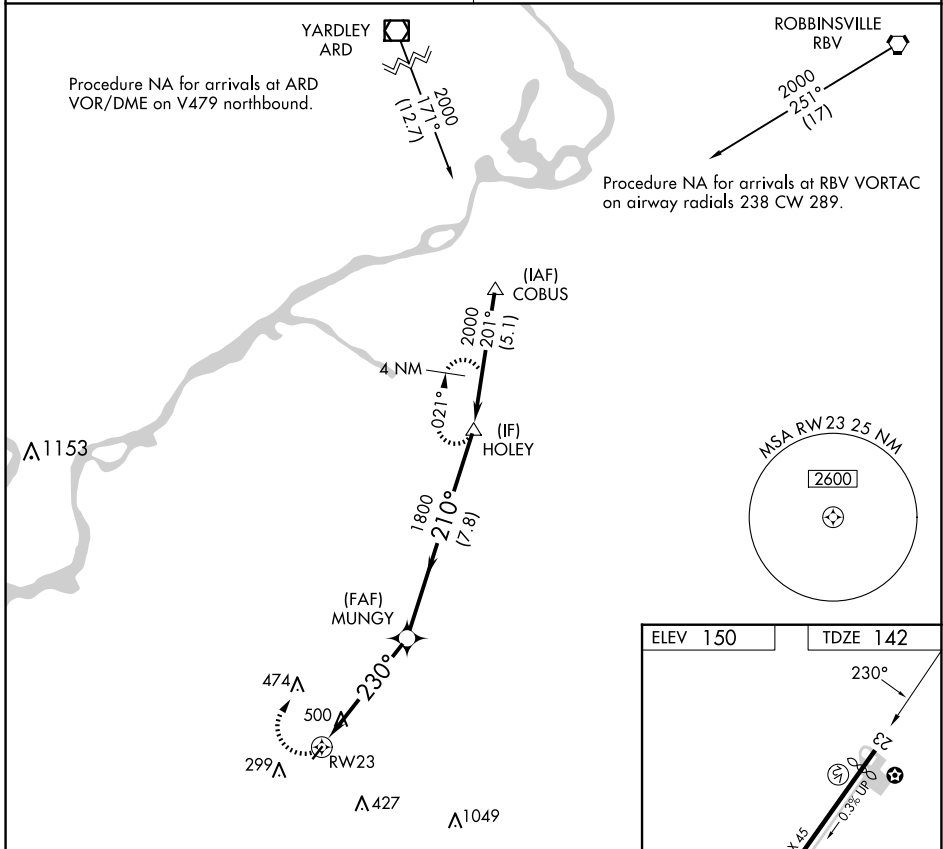 YARDLEY
ARD
ROBBINSVILLE
RBV
Procedure NA for arrivals at ARD
VOR/DME on V479 northbound.
2000
171°
(12.7)
2000
251°
(17)
Procedure NA for arrivals at RBV VORTAC
on airway radials 238 CW 289.
(IAF)
COBUS
2000
201°
(5.1)
4 NM
021°
(IF)
HOLEY
1153
MSA RW23 25 NM
2600
1800
210°
(7.8)
(FAF)
MUNGY
230°
474
500
RW23
299
427
1049
ELEV 150
TDZE 142
230°
23
0.3% UP
X 45